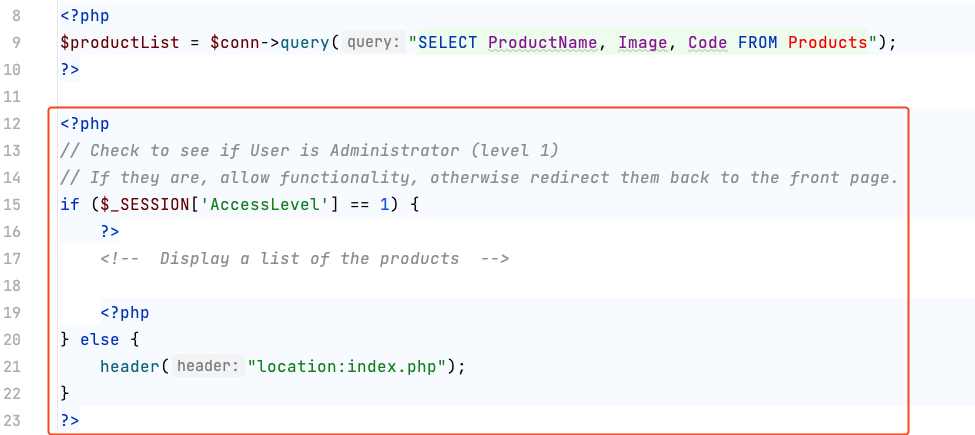 8 <?php
9 $productList = $conn->query( query: "SELECT ProductName, Image, Code FROM Products");
10 ?>
11
12 <?php
13 // Check to see if User is Administrator (level 1)
14 // If they are, allow functionality, otherwise redirect them back to the front page.
15 if ($_SESSION['AccessLevel'] == 1) {
16     ?>
17     <!--  Display a list of the products  -->
18
19     <?php
20 } else {
21     header( header: "location:index.php");
22 }
23 ?>